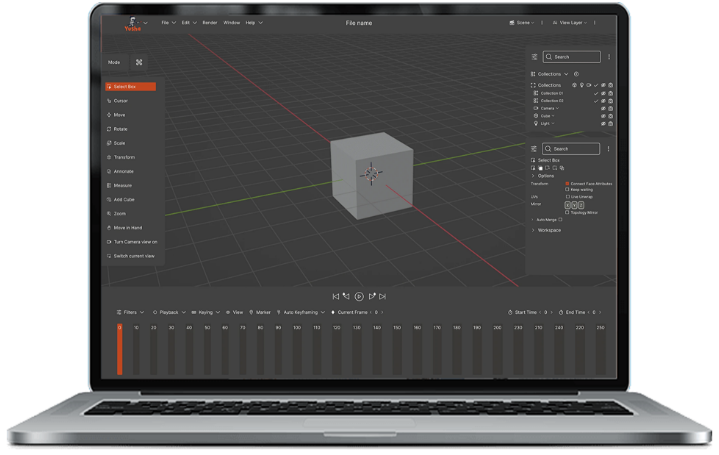 Yorha
File
Edit
Render
Window
Help
File name
Scene
View Layer
Mode
Select Box
Cursor
Move
Rotate
Scale
Transform
Annotate
Measure
Add Cube
Zoom
Move in Hand
Turn Camera view on
Switch current view
Search
Collections
Collections
Collection 01
Collection 02
Camera
Cube
Light
Search
Select Box
Options
Transform
Connect Face Attributes
Keep waiting
UVs
Live Unwrap
Mirror X Y Z
Topology Mirror
Auto Merge
Workspace
Filters Playback Keying View Marker Auto Keyframing Current Frame 0 Start Time 0 End Time 0
0 10 20 30 40 50 60 70 80 90 100 110 120 130 140 150 160 170 180 190 200 210 220 230